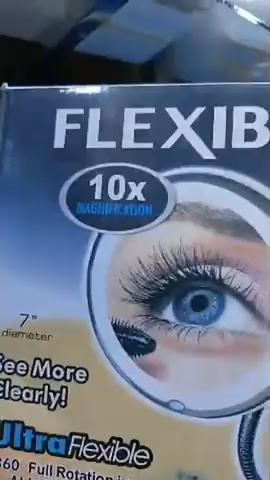 FLEXIB
10x
MAGNIFICATION
7"
diameter
See More
Clearly!
UltraFlexible
360 Full Rotation